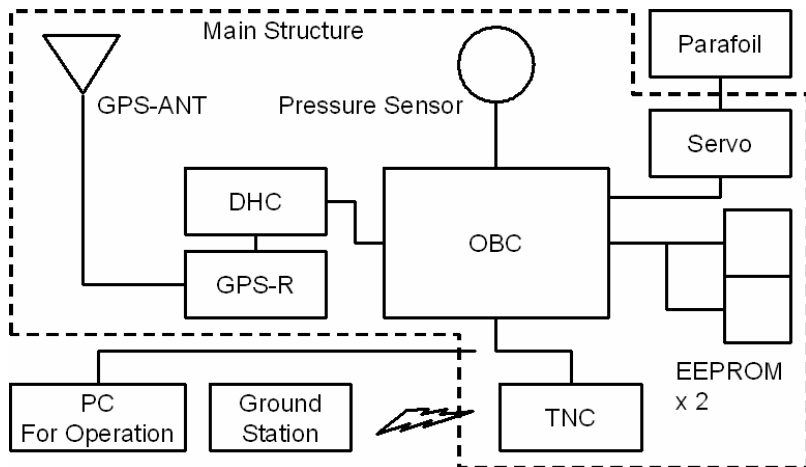 Main Structure
Parafoil
GPS-ANT
Pressure Sensor
Servo
DHC
OBC
GPS-R
EEPROM
x 2
PC
For Operation
Ground
Station
TNC